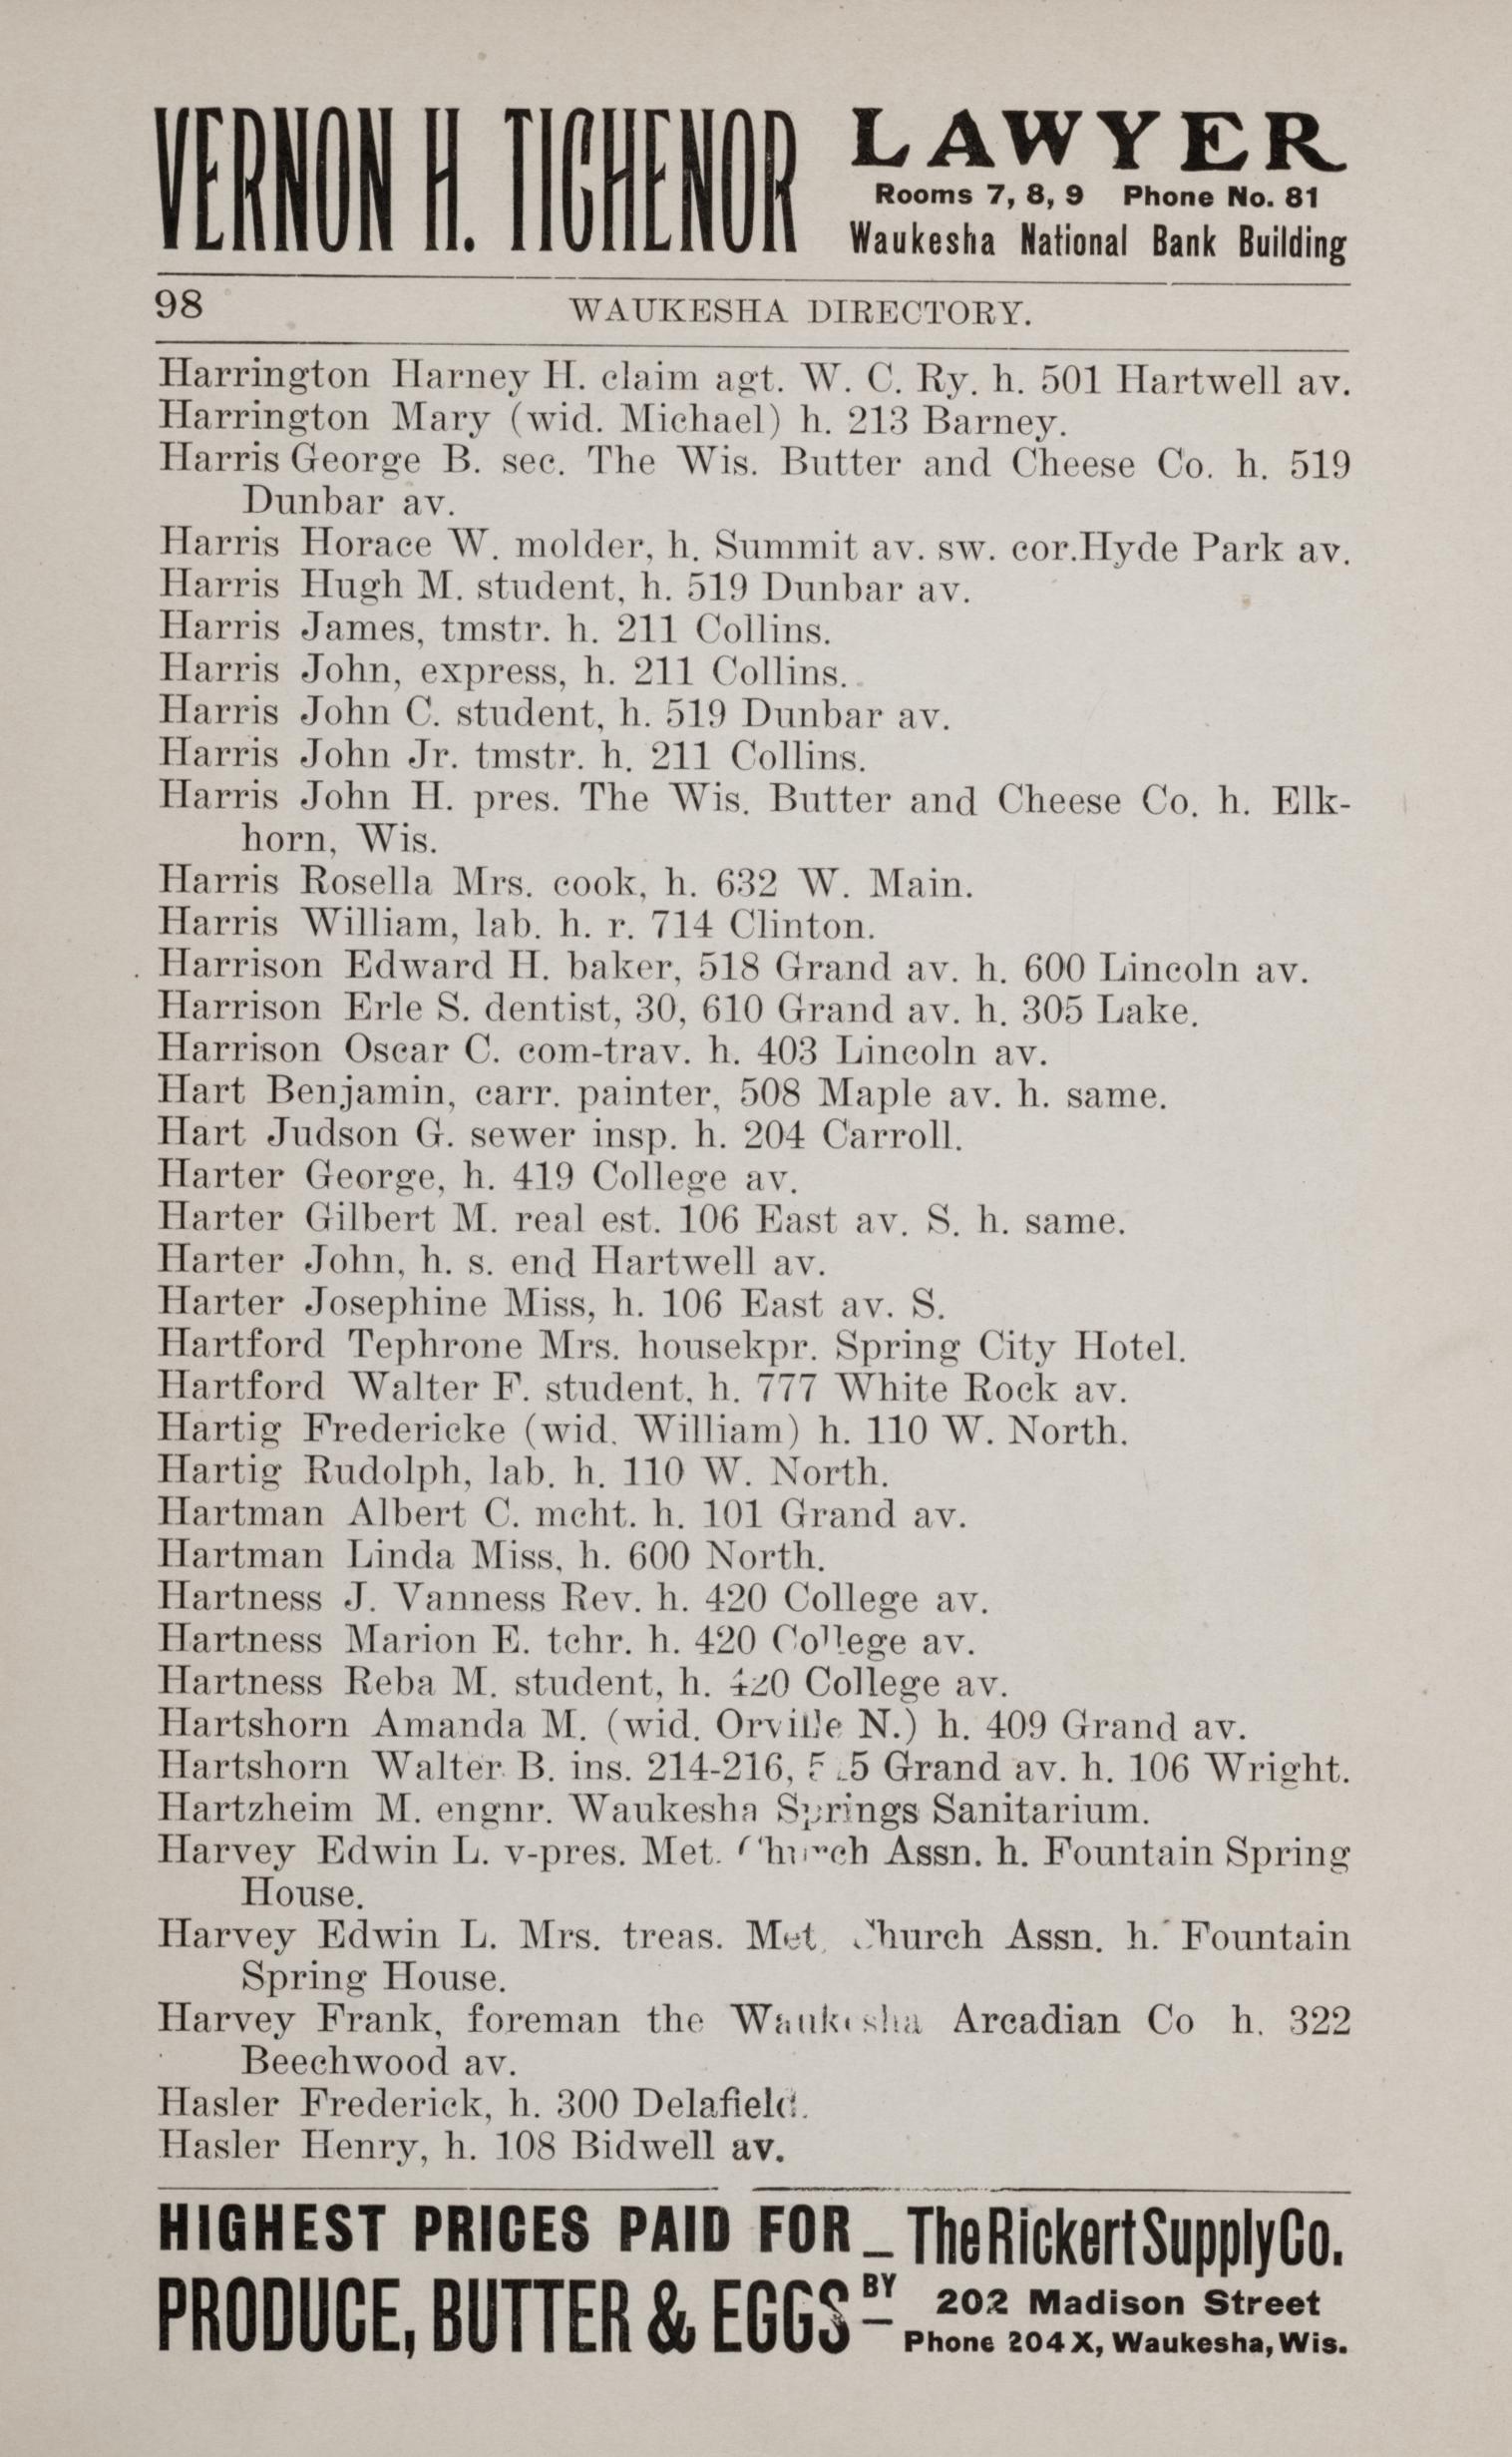 VERNON H. TICHENOR
LAWYER
Rooms 7, 8, 9 Phone No. 81
Waukesha National Bank Building
98 WAUKESHA DIRECTORY.
Harrington Harney H. claim agt. W. C. Ry. h. 501 Hartwell av.
Harrington Mary (wid. Michael) h. 213 Barney.
Harris George B. sec. The Wis. Butter and Cheese Co. h. 519
Dunbar av.
Harris Horace W. molder, h. Summit av. sw. cor.Hyde Park av.
Harris Hugh M. student, h. 519 Dunbar av.
Harris James, tmstr. h. 211 Collins.
Harris John, express, h. 211 Collins.
Harris John C. student, h. 519 Dunbar av.
Harris John Jr. tmstr. h. 211 Collins.
Harris John H. pres. The Wis. Butter and Cheese Co. h. Elk-
horn, Wis.
Harris Rosella Mrs. cook, h. 632 W. Main.
Harris William, lab. h. r. 714 Clinton.
Harrison Edward H. baker, 518 Grand av. h. 600 Lincoln av.
Harrison Erle S. dentist, 30, 610 Grand av. h. 305 Lake.
Harrison Oscar C. com-trav. h. 403 Lincoln av.
Hart Benjamin, carr. painter, 508 Maple av. h. same.
Hart Judson G. sewer insp. h. 204 Carroll.
Harter George, h. 419 College av.
Harter Gilbert M. real est. 106 East av. S. h. same.
Harter John, h. s. end Hartwell av.
Harter Josephine Miss, h. 106 East av. S.
Hartford Tephrone Mrs. housekpr. Spring City Hotel.
Hartford Walter F. student, h. 777 White Rock av.
Hartig Fredericke (wid. William) h. 110 W. North.
Hartig Rudolph, lab. h. 110 W. North.
Hartman Albert C. mcht. h. 101 Grand av.
Hartman Linda Miss, h. 600 North.
Hartness J. Vanness Rev. h. 420 College av.
Hartness Marion E. tchr. h. 420 College av.
Hartness Reba M. student, h. 420 College av.
Hartshorn Amanda M. (wid. Orville N.) h. 409 Grand av.
Hartshorn Walter B. ins. 214-216, Grand av. h. 106 Wright.
Hartzheim M. engnr. Waukesha Springs Sanitarium.
Harvey Edwin L. v-pres. Met. Church Assn. h. Fountain Spring
House.
Harvey Edwin L. Mrs. treas. Met. Church Assn. h. Fountain
Spring House.
Harvey Frank, foreman the Waukesha Arcadian Co h. 322
Beechwood av.
Hasler Frederick, h. 300 Delafield.
Hasler Henry, h. 108 Bidwell av.
HIGHEST PRICES PAID FOR
PRODUCE, BUTTER & EGGS BY
The Rickert Supply Co.
202 Madison Street
Phone 204 X, Waukesha, Wis.